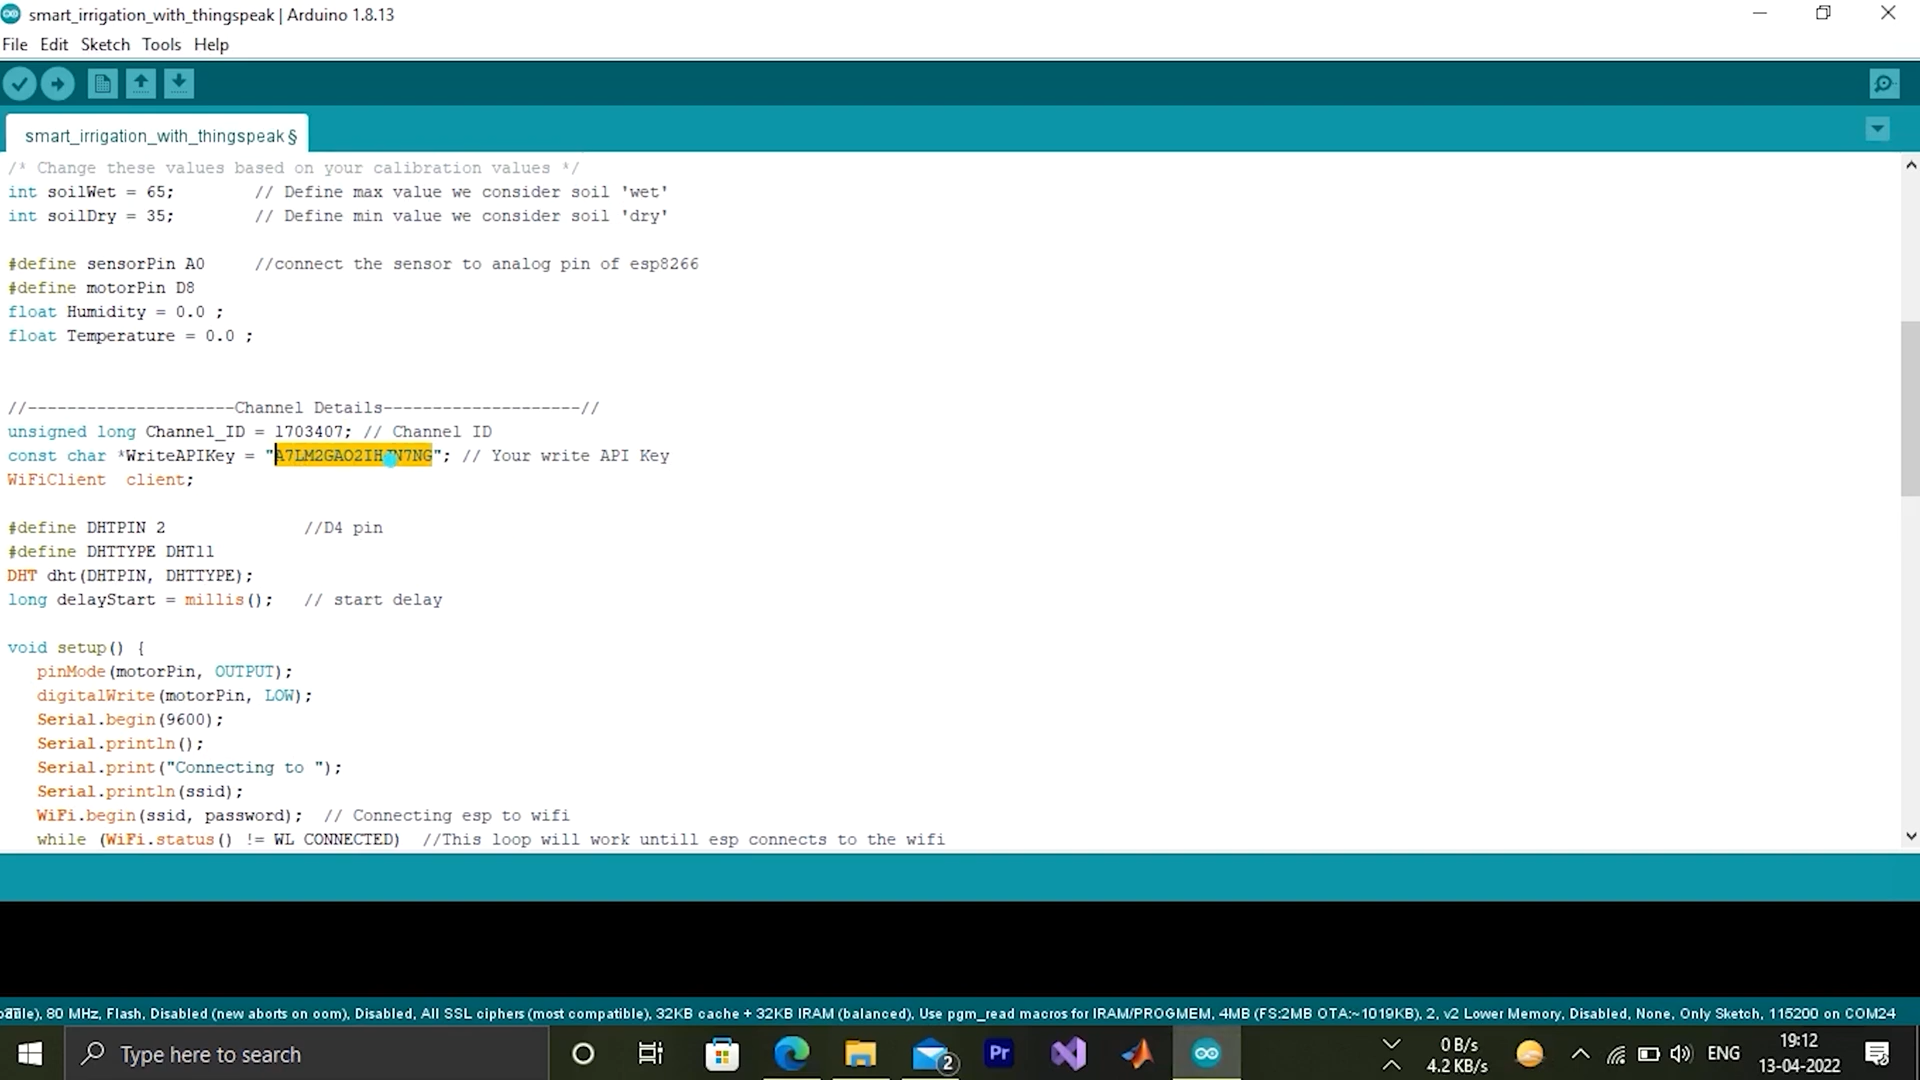 smart_irrigation_with_thingspeak | Arduino 1.8.13
File Edit Sketch Tools Help
smart_irrigation_with_thingspeak §
/* Change these values based on your calibration values */
int soilWet = 65; // Define max value we consider soil 'wet'
int soilDry = 35; // Define min value we consider soil 'dry'
#define sensorPin A0 //connect the sensor to analog pin of esp8266
#define motorPin D8
float Humidity = 0.0 ;
float Temperature = 0.0 ;
//---------------------Channel Details--------------------//
unsigned long Channel_ID = 1703407; // Channel ID
const char *WriteAPIKey = " "; // Your write API Key
WiFiClient client;
#define DHTPIN 2 //D4 pin
#define DHTTYPE DHT11
DHT dht(DHTPIN, DHTTYPE);
long delayStart = millis(); // start delay
void setup() {
pinMode(motorPin, OUTPUT);
digitalWrite(motorPin, LOW);
Serial.begin(9600);
Serial.println();
Serial.print("Connecting to ");
Serial.println(ssid);
WiFi.begin(ssid, password); // Connecting esp to wifi
while (WiFi.status() != WL CONNECTED) //This loop will work untill esp connects to the wifi
80 MHz, Flash, Disabled (new aborts on oom), Disabled, All SSL ciphers (most compatible), 32KB cache + 32KB IRAM (balanced), Use pgm_read macros for IRAM/PROGMEM, 4MB (FS:2MB OTA:~1019KB), 2, v2 Lower Memory, Disabled, None, Only Sketch, 115200 on COM24
Type here to search
2
Pr
0 B/s
4.2 KB/s
ENG
19:12
13-04-2022